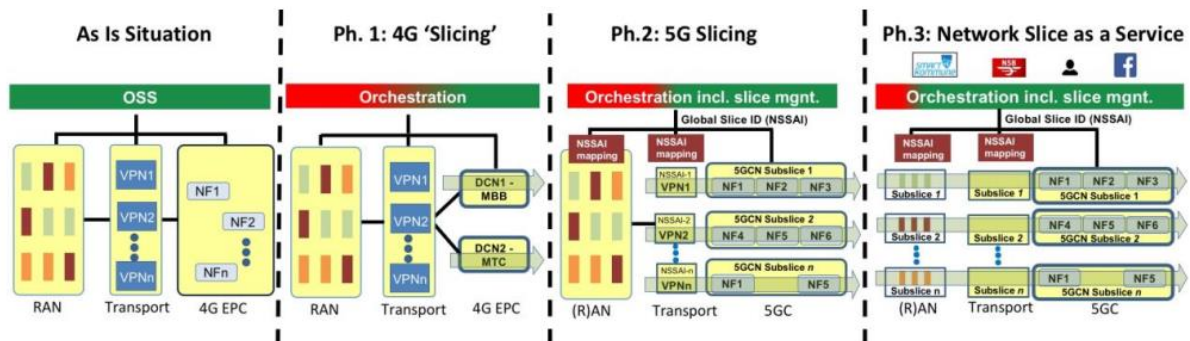 As Is Situation
OSS
VPN1
VPN2
VPNn
NF1
NF2
NFn
RAN
Transport
4G EPC
Ph. 1: 4G ‘Slicing’
Orchestration
VPN1
VPN2
VPNn
DCN1 -
MBB
DCN2 -
MTC
RAN
Transport
4G EPC
Ph.2: 5G Slicing
Orchestration incl. slice mgnt.
Global Slice ID (NSSAI)
NSSAI
mapping
NSSAI
mapping
NSSAI-1
VPN1
5GCN Subslice 1
NF1 NF2 NF3
NSSAI-2
VPN2
5GCN Subslice 2
NF4 NF5 NF6
NSSAI-n
VPNn
5GCN Subslice n
NF1 NF5
(R)AN
Transport
5GC
Ph.3: Network Slice as a Service
SMART
Kommune
NSB
f
Orchestration incl. slice mgnt.
Global Slice ID (NSSAI)
NSSAI
mapping
NSSAI
mapping
Subslice 1
Subslice 1
NF1 NF2 NF3
5GCN Subslice 1
Subslice 2
Subslice 2
NF4 NF5 NF6
5GCN Subslice 2
Subslice n
Subslice n
NF1 NF5
5GCN Subslice n
(R)AN
Transport
5GC